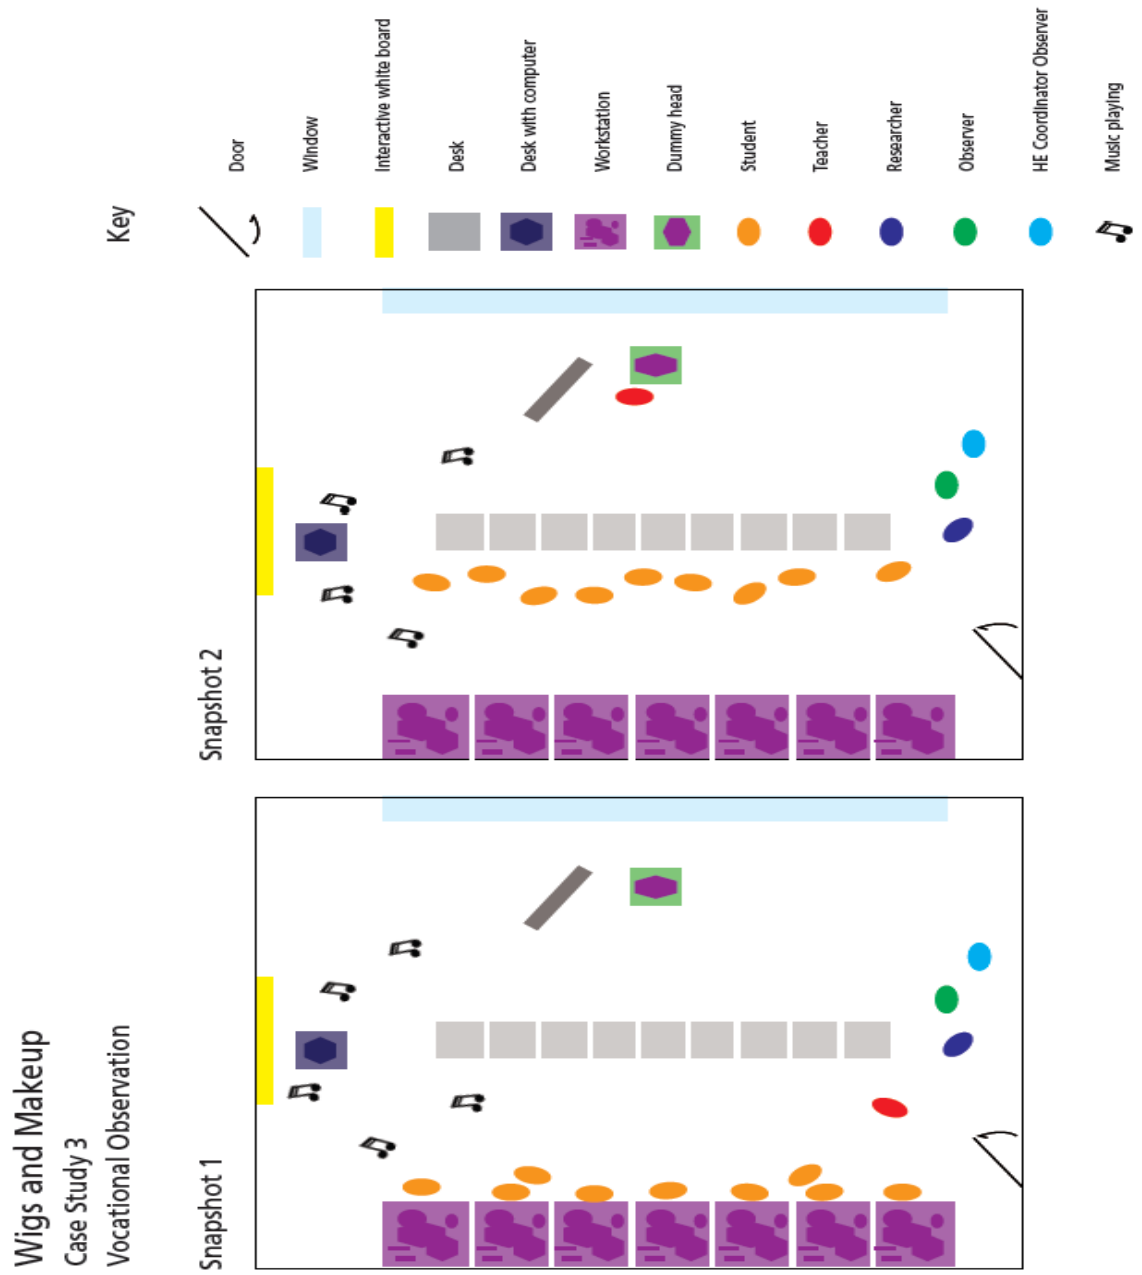 Wigs and Makeup
Case Study 3
Vocational Observation
Snapshot 1
Snapshot 2
Key
Door
Window
Interactive white board
Desk
Desk with computer
Workstation
Dummy head
Student
Teacher
Researcher
Observer
HE Coordinator Observer
Music playing